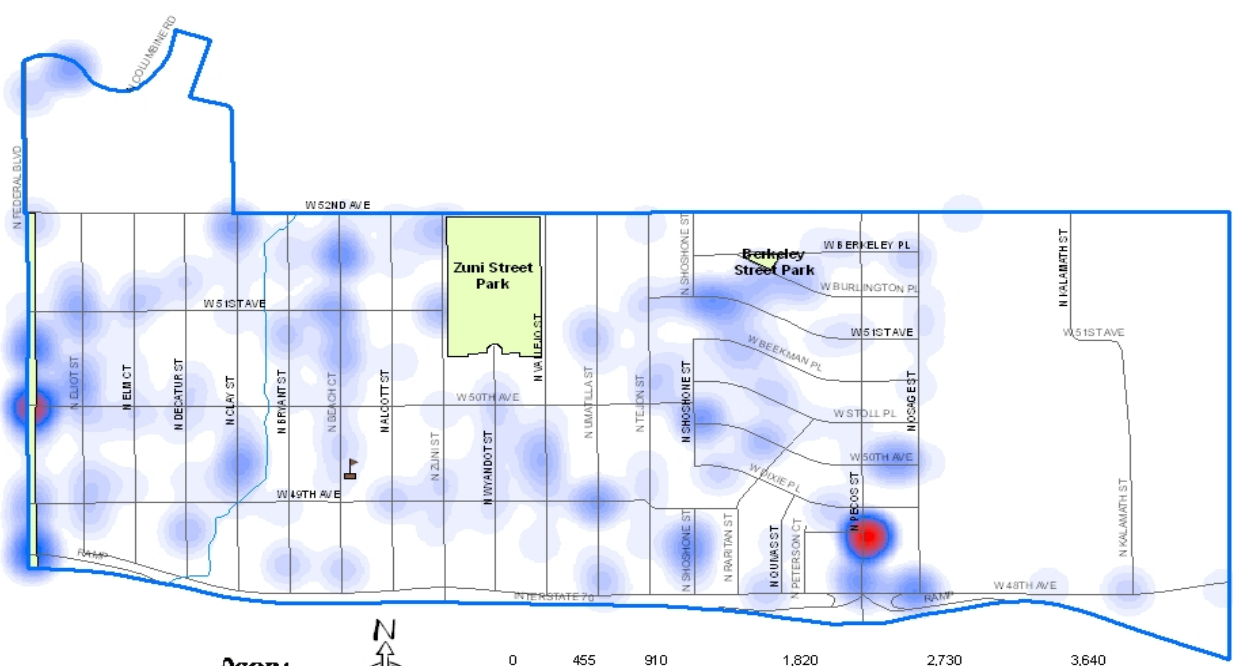 N COLUMBINE RD
N FEDERAL BLVD
W 52ND AVE
N SHOSHONE ST
W BERKELEY PL
Berkeley
Street Park
Zuni Street
Park
N KALAMATH ST
W BURLINGTON PL
W 51ST AVE
W 51ST AVE
W 51ST AVE
N VALLEJO ST
W BEEKMAN PL
N ELIOT ST
N ELM CT
N DECATUR ST
N CLAY ST
N BRYANT ST
N BEACH CT
N ALCOTT ST
W 50TH AVE
N UMATILLA ST
N TEJON ST
N SHOSHONE ST
N OSAGE ST
W STOLL PL
N ZUNI ST
N WYANDOT ST
W 50TH AVE
W DIXIE PL
W 49TH AVE
N PECOS ST
N KALAMATH ST
N SHOSHONE ST
N RARITAN ST
N QUIVAS ST
N PETERSON CT
RAMP
W 48TH AVE
INTERSTATE 70
RAMP
N
0 455 910 1,820 2,730 3,640